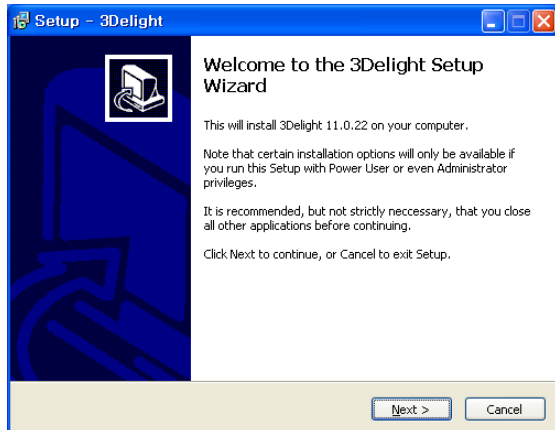 Setup - 3Delight
Welcome to the 3Delight Setup
Wizard
This will install 3Delight 11.0.22 on your computer.
Note that certain installation options will only be available if
you run this Setup with Power User or even Administrator
privileges.
It is recommended, but not strictly neccessary, that you close
all other applications before continuing.
Click Next to continue, or Cancel to exit Setup.
Next >
Cancel